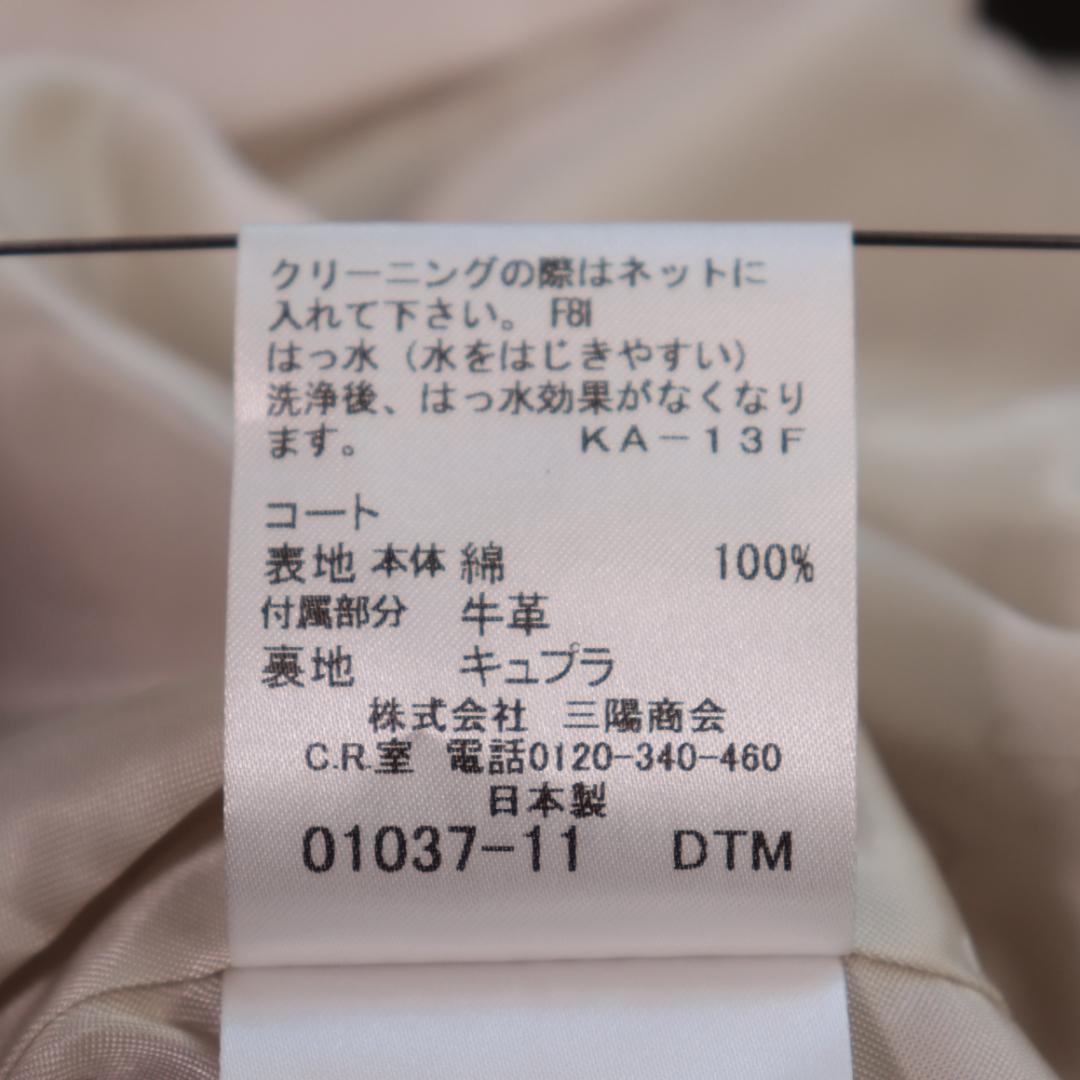 クリーニングの際はネットに
入れて下さい。 F81
はっ水（水をはじきやすい）
洗浄後、はっ水効果がなくなり
ます。 ＫＡ－１３Ｆ
コート
表地 本体 綿 100%
付属部分 牛革
裏地 キュプラ
株式会社 三陽商会
C.R.室 電話0120-340-460
日本製
01037-11 DTM